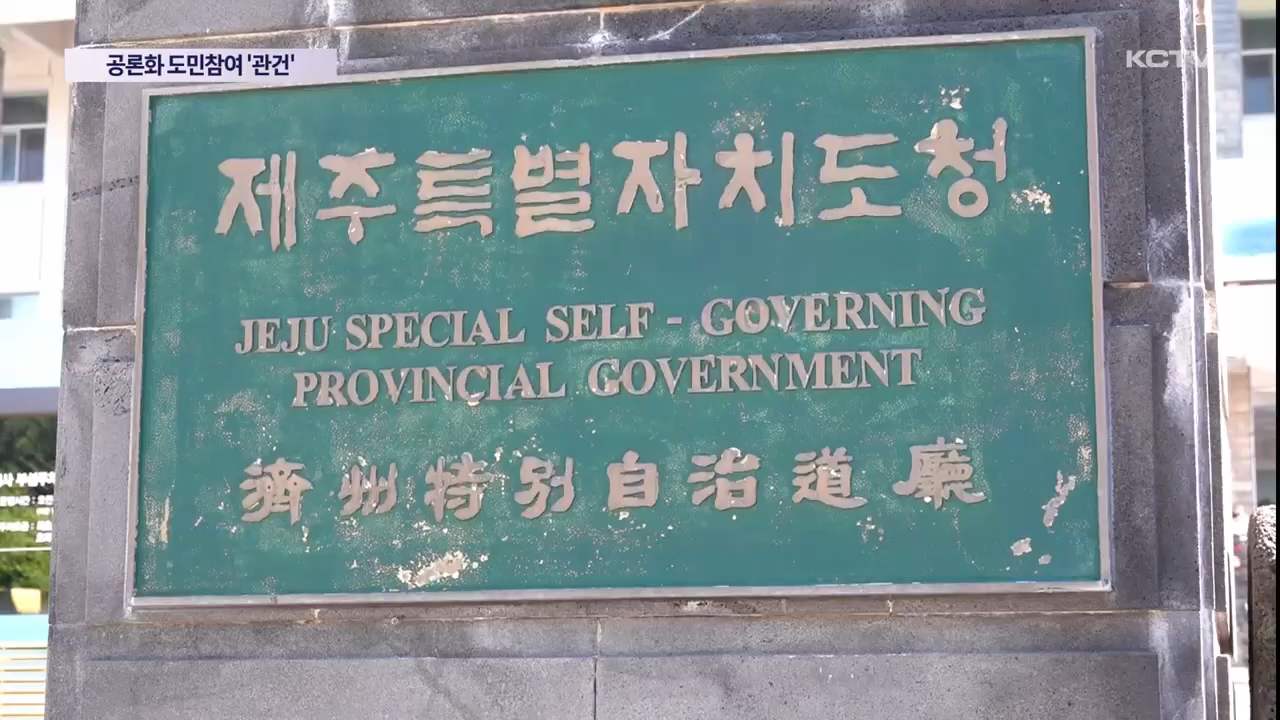 공론화 도민참여 '관건'
KCTV
제주특별자치도청
JEJU SPECIAL SELF - GOVERNING
PROVINCIAL GOVERNMENT
濟州特別自治道廳